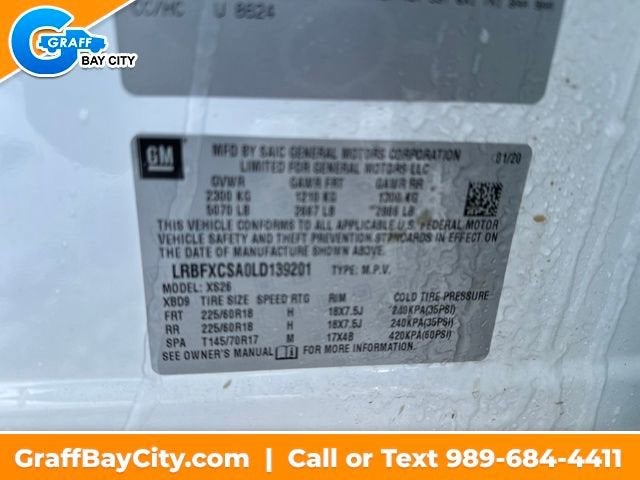 GRAFF
BAY CITY
CC/MC U 8624
GM
MFD BY SAIC GENERAL MOTORS CORPORATION 01/20
LIMITED FOR GENERAL MOTORS LLC
GVWR GAWR FRT GAWR RR
2300 KG 1210 KG 1300 KG
5070 LB 2667 LB 2866 LB
THIS VEHICLE CONFORMS TO ALL APPLICABLE U.S. FEDERAL MOTOR
VEHICLE SAFETY AND THEFT PREVENTION
STANDARDS IN EFFECT ON THE DATE OF MANUFACTURE SHOWN ABOVE.
LRBFXCSA0LD139201 TYPE: M.P.V.
MODEL: XS26
XBD9 TIRE SIZE SPEED RTG RIM COLD TIRE PRESSURE
FRT 225/60R18 H 18X7.5J 240KPA(35PSI)
RR 225/60R18 H 18X7.5J 240KPA(35PSI)
SPA T145/70R17 M 17X4B 420KPA(60PSI)
SEE OWNER'S MANUAL FOR MORE INFORMATION.
GraffBayCity.com | Call or Text 989-684-4411